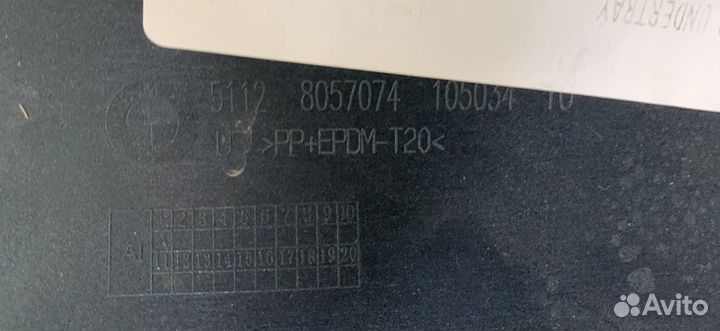 UNDERTRAY
5112 8057074 105034 10
>PP+EPDM-T20<
1 2 3 4 5 6 7 8 9 10
AI
11 12 13 14 15 16 17 18 19 20
Avito